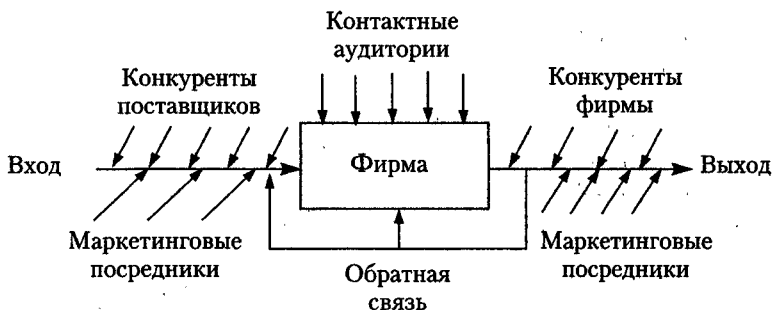 Контактные
аудитории
Конкуренты
поставщиков
Конкуренты
фирмы
Вход
Фирма
Выход
Маркетинговые
посредники
Обратная
связь
Маркетинговые
посредники